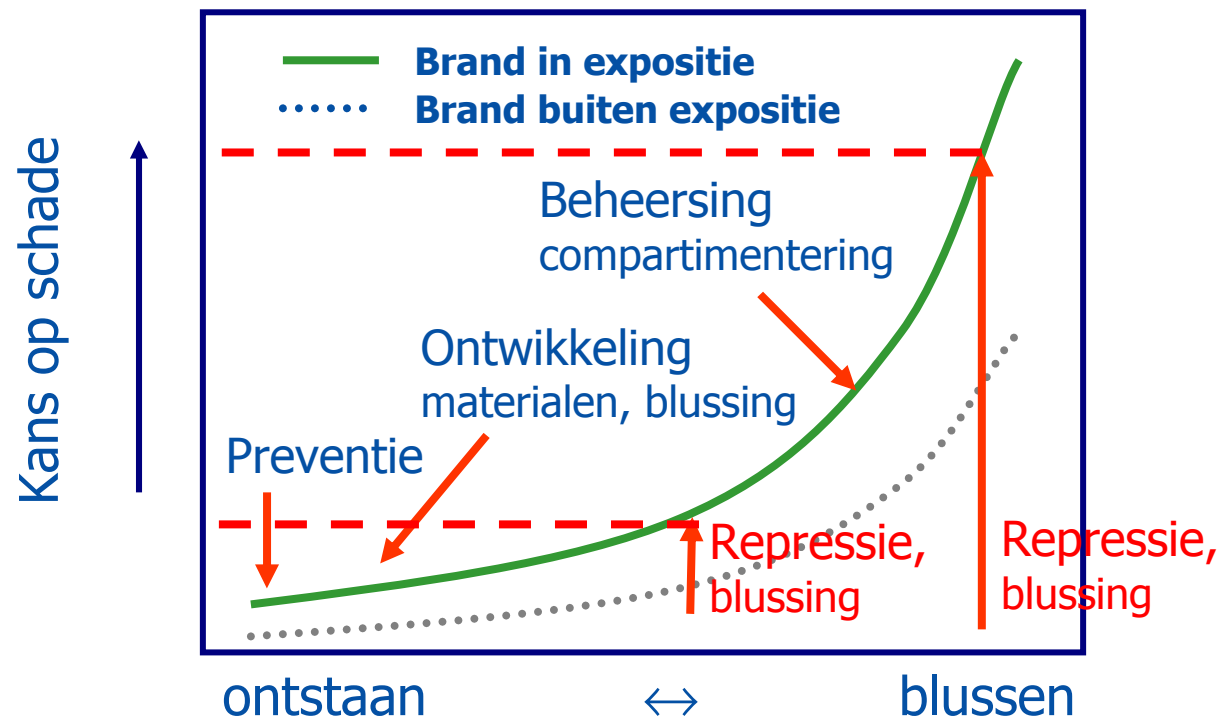 Brand in expositie
Brand buiten expositie
Kans op schade
Beheersing
compartimentering
Ontwikkeling
materialen, blussing
Preventie
Repressie,
blussing
Repressie,
blussing
ontstaan ↔ blussen